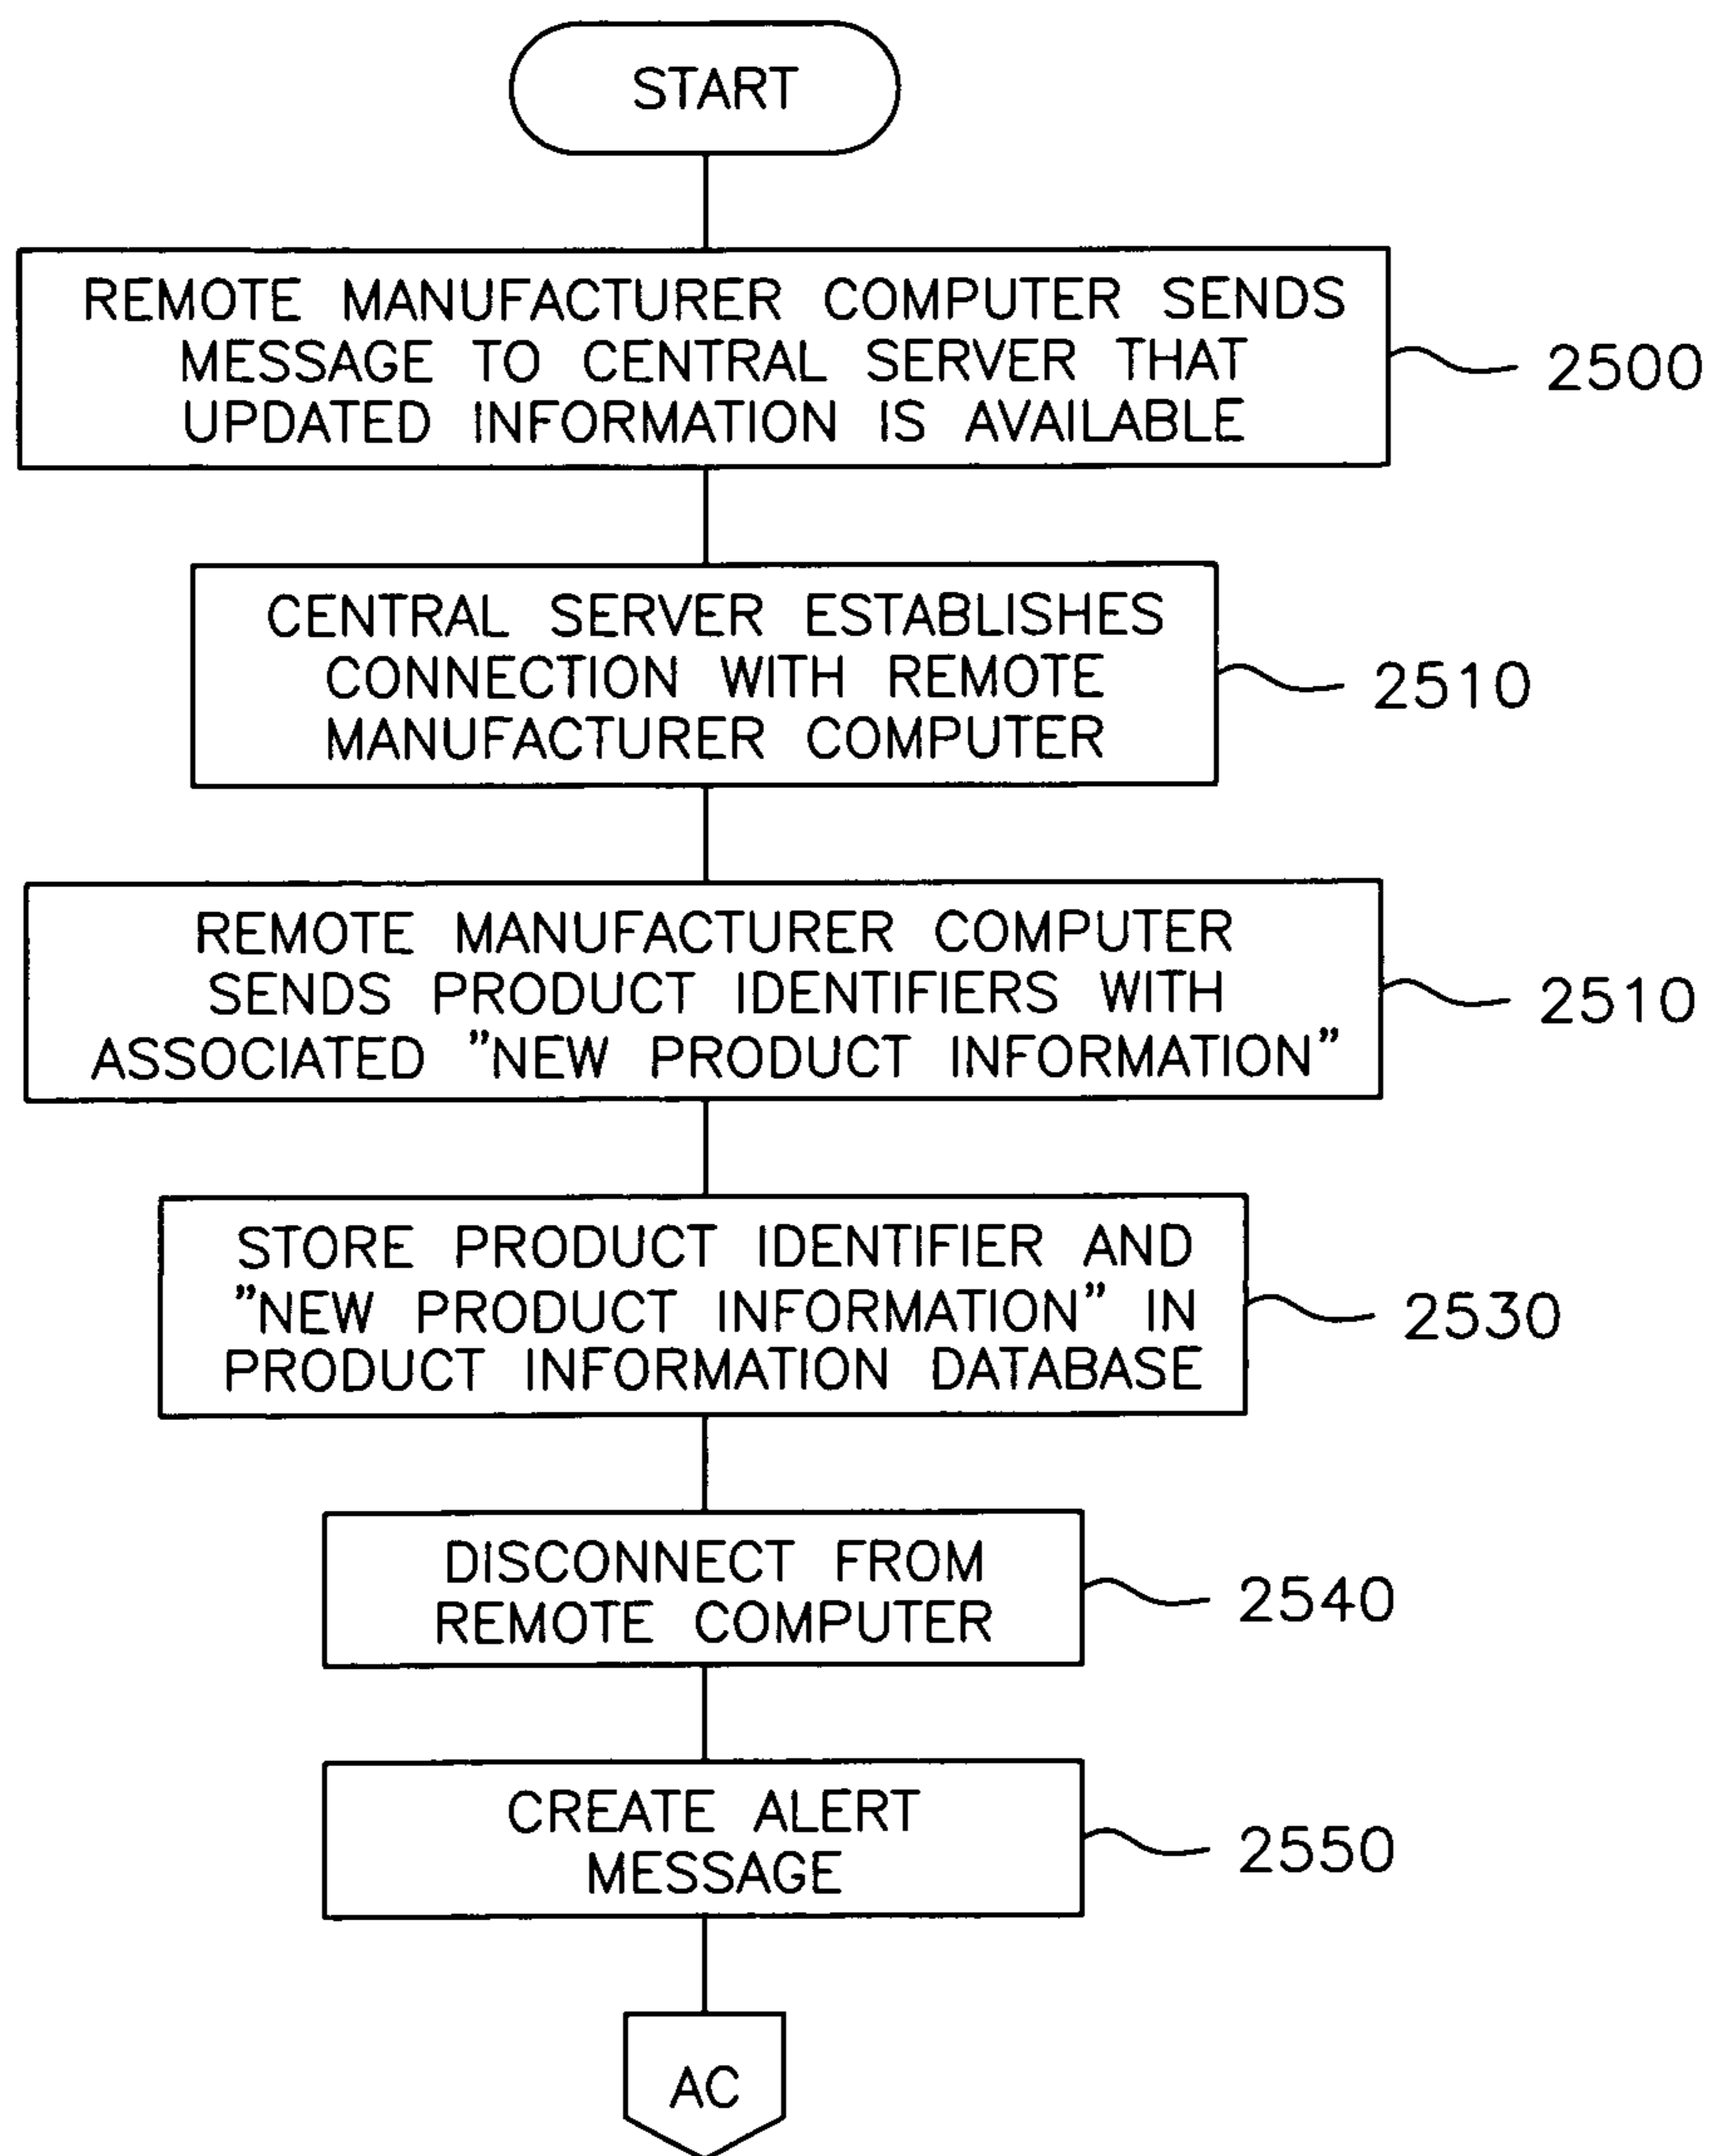 START
REMOTE MANUFACTURER COMPUTER SENDS
MESSAGE TO CENTRAL SERVER THAT
UPDATED INFORMATION IS AVAILABLE
2500
CENTRAL SERVER ESTABLISHES
CONNECTION WITH REMOTE
MANUFACTURER COMPUTER
2510
REMOTE MANUFACTURER COMPUTER
SENDS PRODUCT IDENTIFIERS WITH
ASSOCIATED ”NEW PRODUCT INFORMATION”
2510
STORE PRODUCT IDENTIFIER AND
”NEW PRODUCT INFORMATION” IN
PRODUCT INFORMATION DATABASE
2530
DISCONNECT FROM
REMOTE COMPUTER
2540
CREATE ALERT
MESSAGE
2550
AC